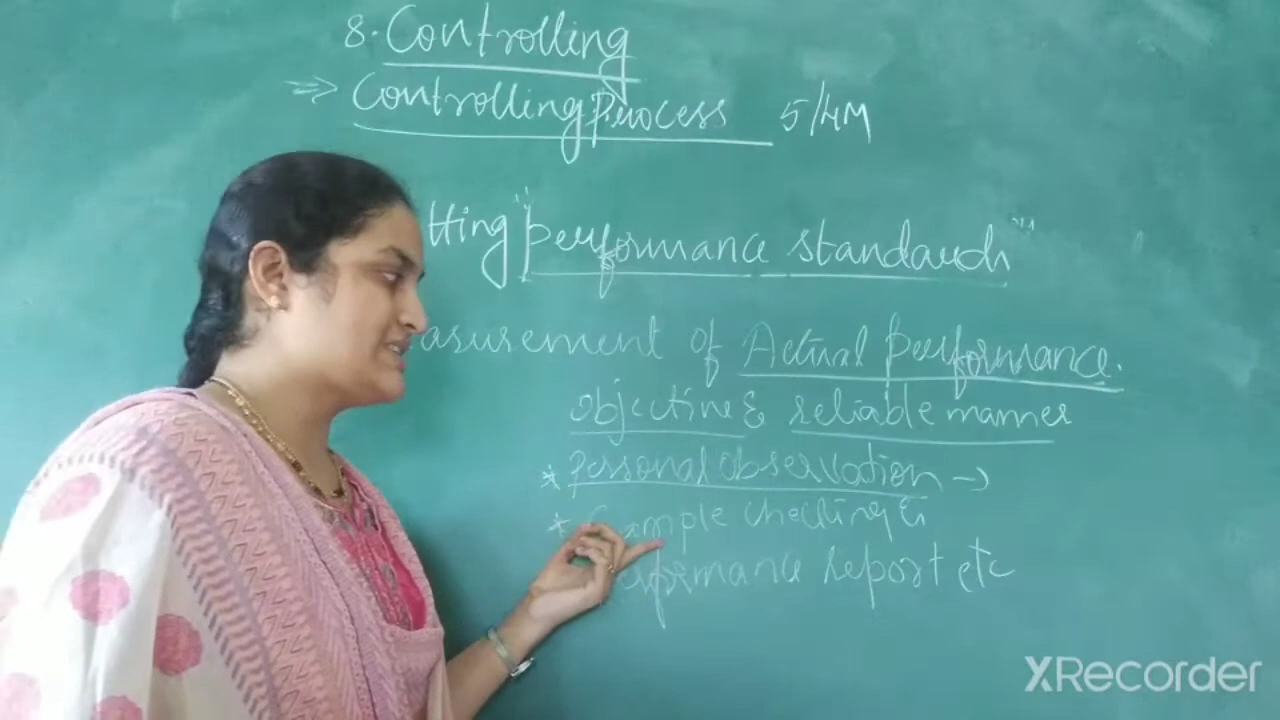 8. Controlling
=>> Controlling Process 5/4M
tting "performance standards"
asurement of Actual performance.
objective & reliable manner
* personal observation ->
* Sample checking &
erformance report etc
XRecorder